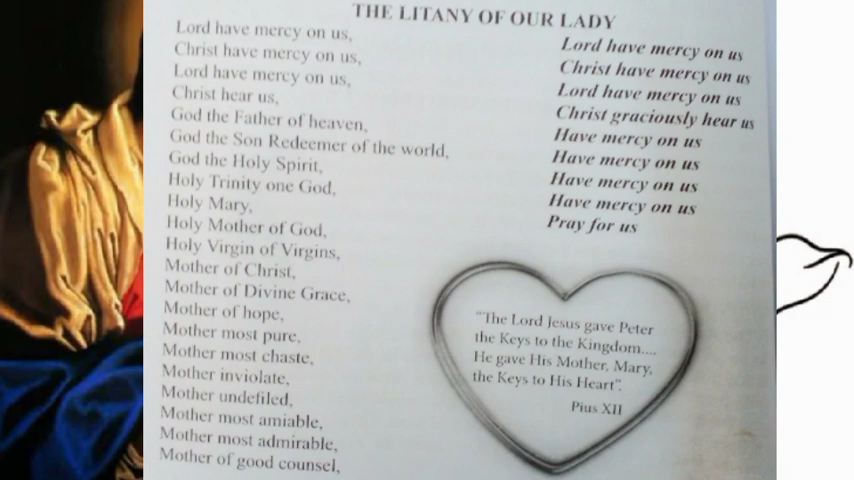 THE LITANY OF OUR LADY
Lord have mercy on us,
Lord have mercy on us
Christ have mercy on us,
Christ have mercy on us
Lord have mercy on us,
Lord have mercy on us
Christ hear us,
Christ graciously hear us
God the Father of heaven,
Have mercy on us
God the Son Redeemer of the world,
Have mercy on us
God the Holy Spirit,
Have mercy on us
Holy Trinity one God,
Have mercy on us
Holy Mary,
Pray for us
Holy Mother of God,
Holy Virgin of Virgins,
Mother of Christ,
Mother of Divine Grace,
Mother of hope,
Mother most pure,
Mother most chaste,
Mother inviolate,
Mother undefiled,
Mother most amiable,
Mother most admirable,
Mother of good counsel,
"The Lord Jesus gave Peter
the Keys to the Kingdom....
He gave His Mother, Mary,
the Keys to His Heart".
Pius XII